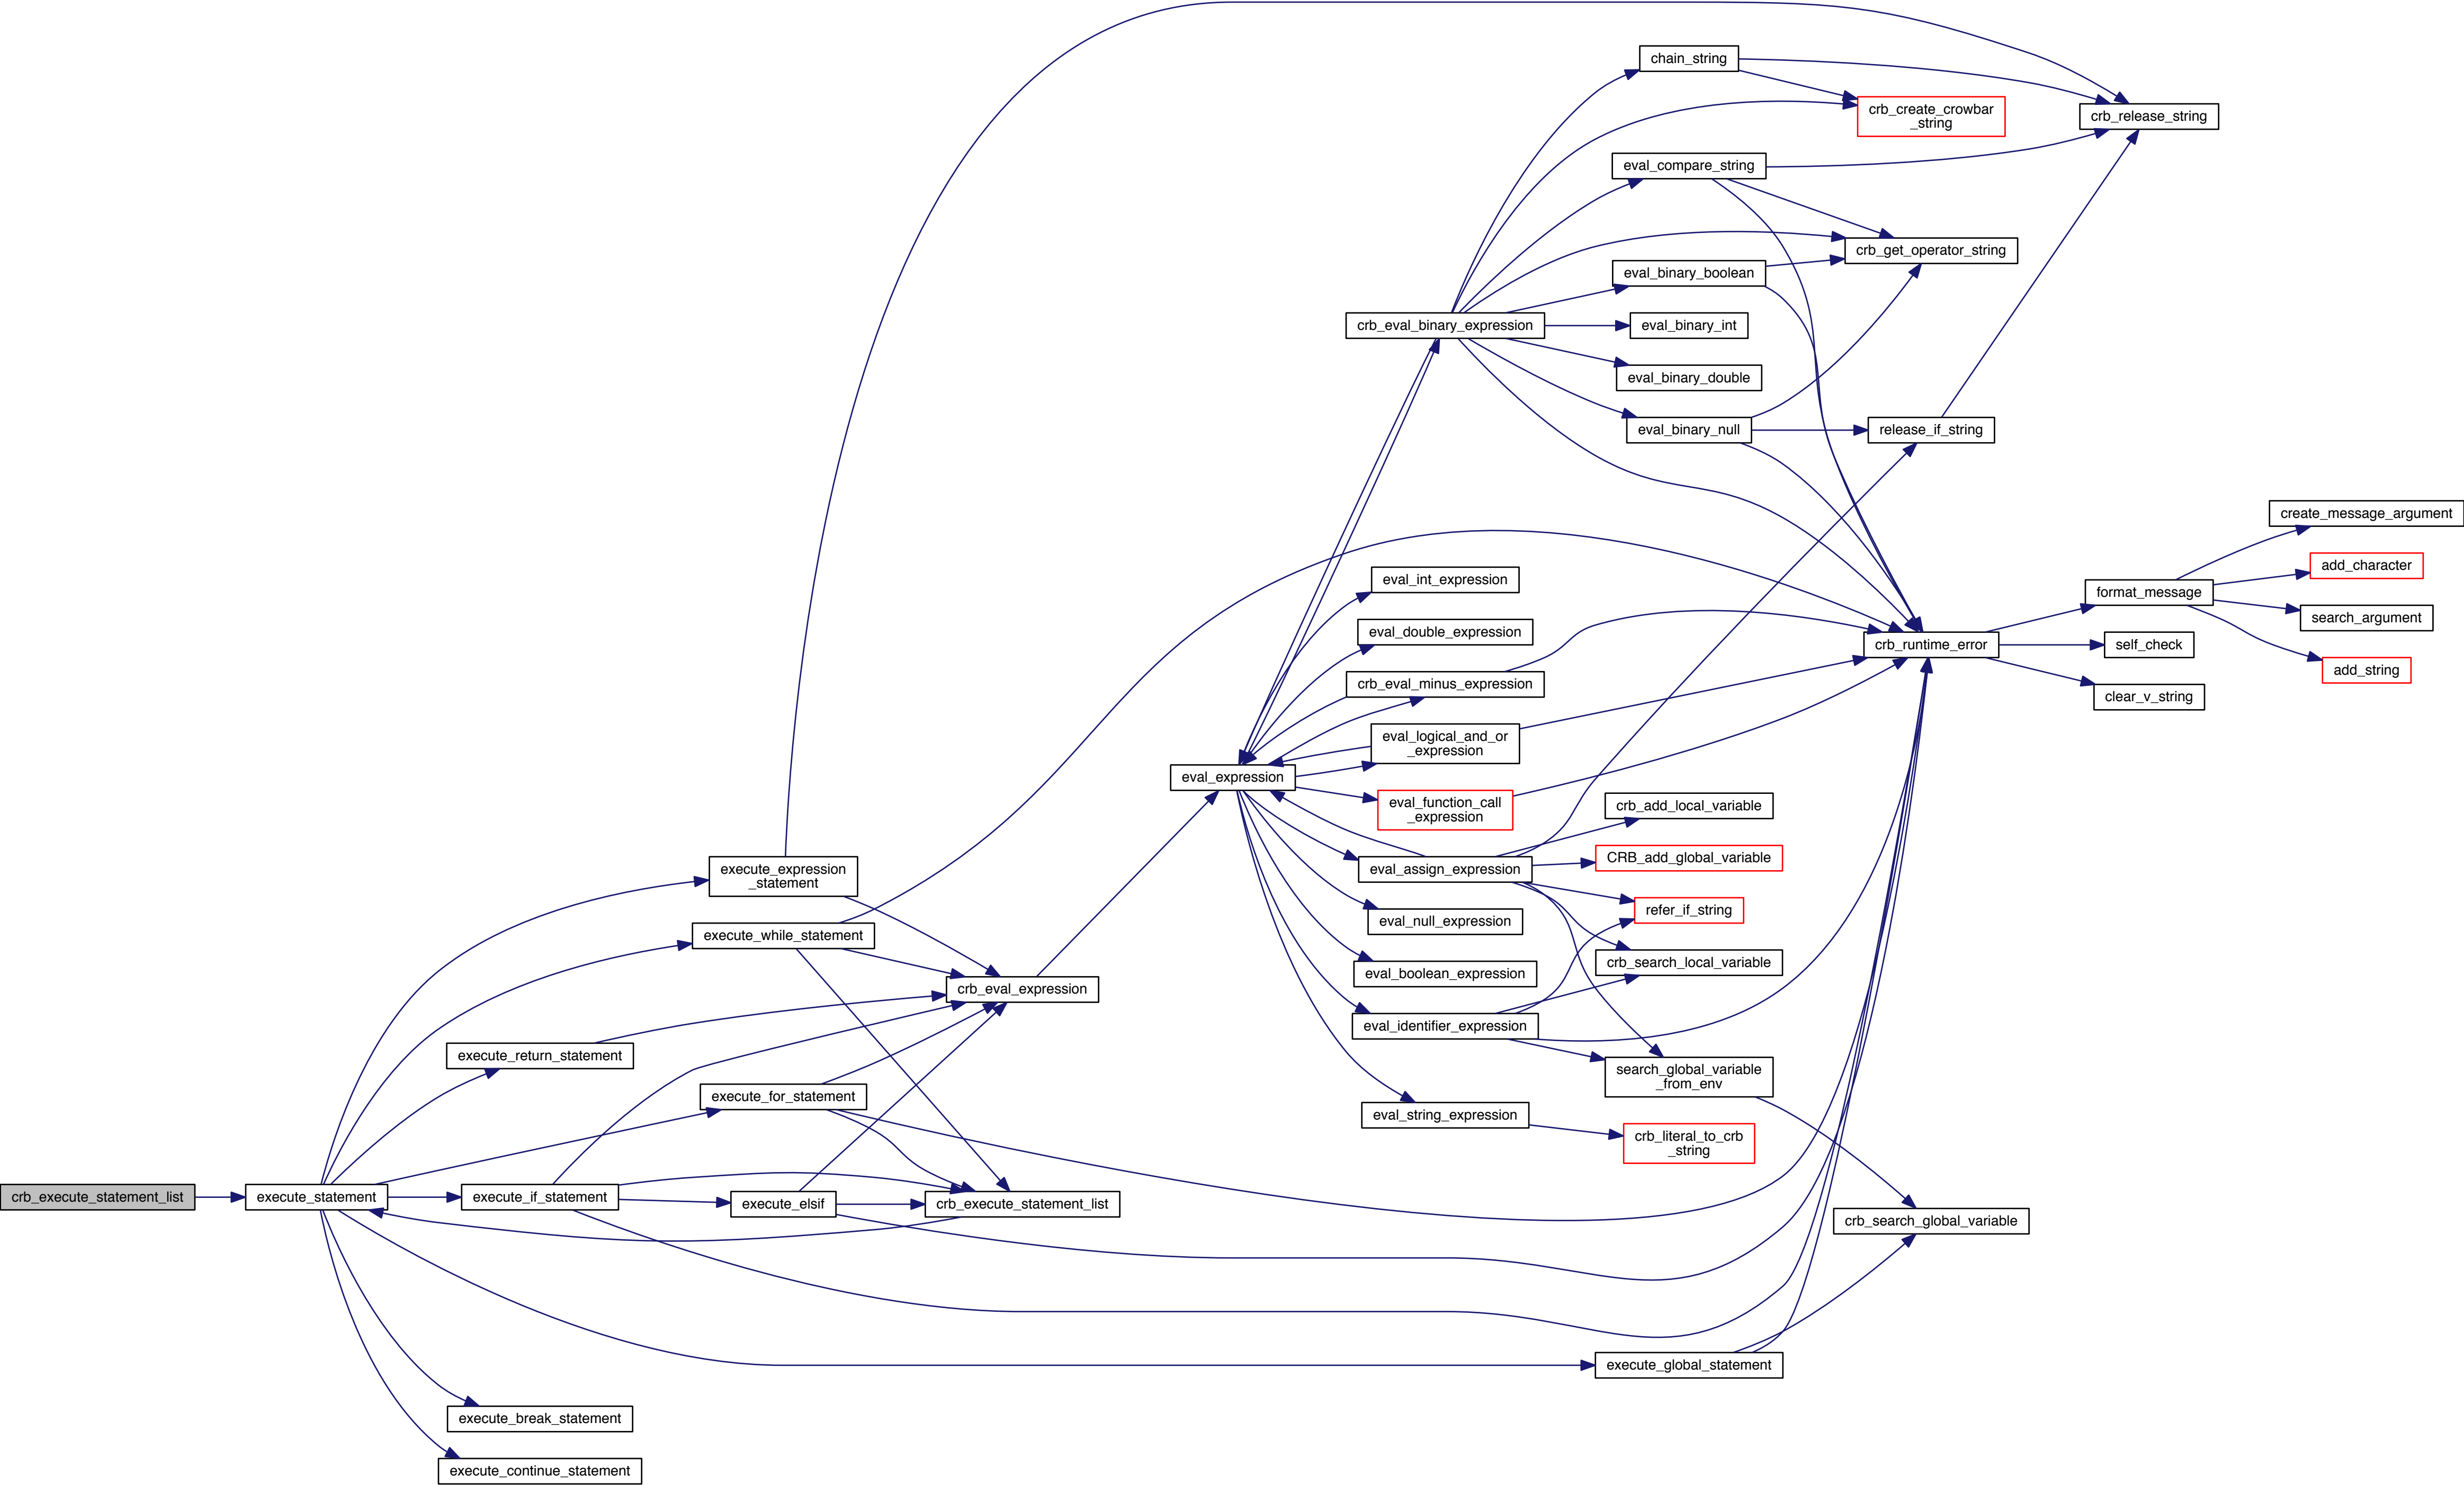 chain_string
crb_create_crowbar
_string
crb_release_string
eval_compare_string
crb_get_operator_string
eval_binary_boolean
crb_eval_binary_expression
eval_binary_int
eval_binary_double
eval_binary_null
release_if_string
create_message_argument
add_character
format_message
search_argument
add_string
eval_int_expression
eval_double_expression
crb_runtime_error
self_check
clear_v_string
crb_eval_minus_expression
eval_logical_and_or
_expression
eval_expression
eval_function_call
_expression
crb_add_local_variable
CRB_add_global_variable
eval_assign_expression
execute_expression
_statement
refer_if_string
eval_null_expression
execute_while_statement
crb_search_local_variable
eval_boolean_expression
crb_eval_expression
eval_identifier_expression
execute_return_statement
search_global_variable
_from_env
execute_for_statement
eval_string_expression
crb_literal_to_crb
_string
crb_execute_statement_list
execute_statement
execute_if_statement
execute_elsif
crb_execute_statement_list
crb_search_global_variable
execute_global_statement
execute_break_statement
execute_continue_statement